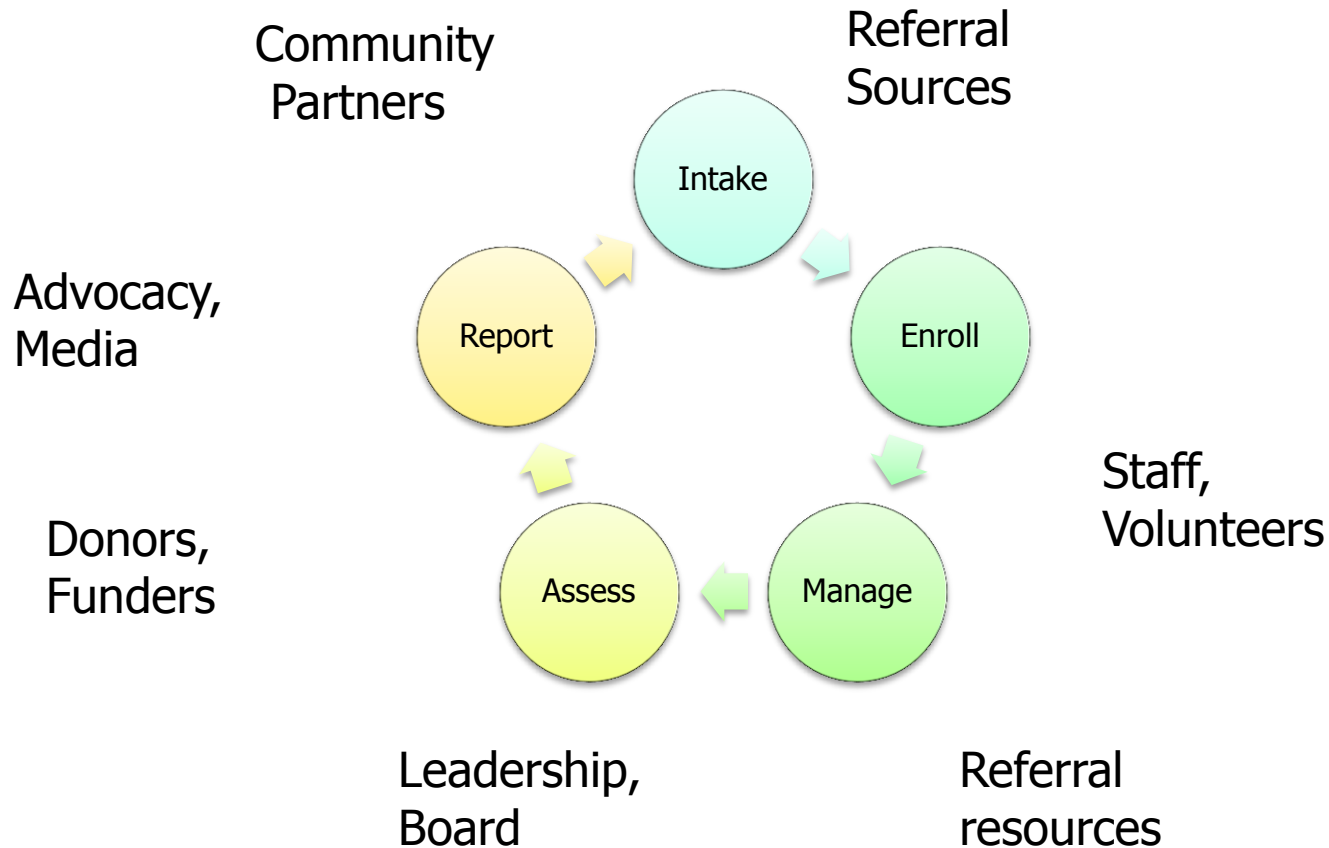 Community
Partners
Referral
Sources
Intake
Advocacy,
Media
Report
Enroll
Staff,
Volunteers
Donors,
Funders
Assess
Manage
Leadership,
Board
Referral
resources